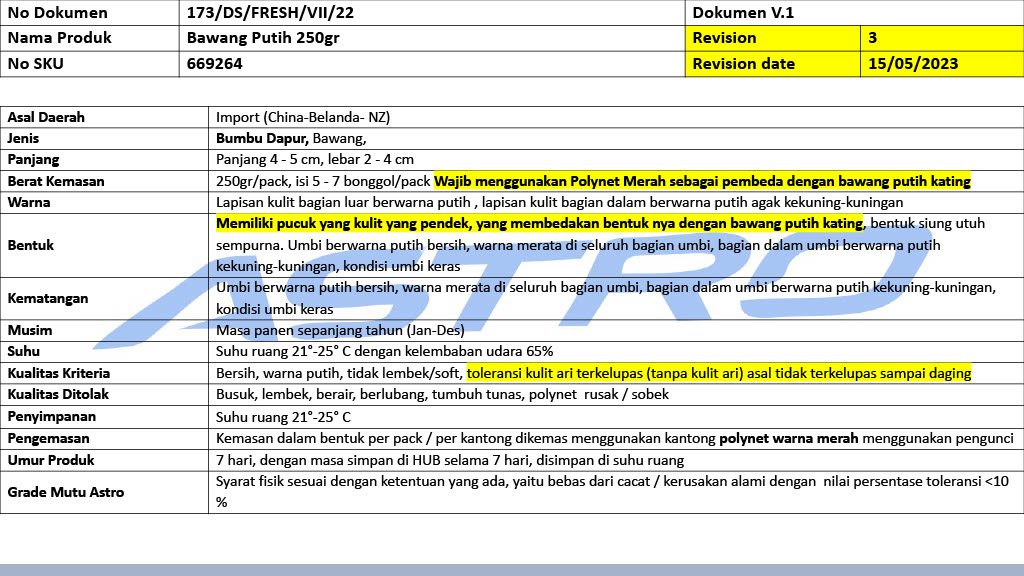 No Dokumen 173/DS/FRESH/VII/22 Dokumen V.1
Nama Produk Bawang Putih 250gr Revision 3
No SKU 669264 Revision date 15/05/2023
Asal Daerah Import (China-Belanda- NZ)
Jenis Bumbu Dapur, Bawang,
Panjang Panjang 4 - 5 cm, lebar 2 - 4 cm
Berat Kemasan 250gr/pack, isi 5 - 7 bonggol/pack Wajib menggunakan Polynet Merah sebagai pembeda dengan bawang putih kating
Warna Lapisan kulit bagian luar berwarna putih , lapisan kulit bagian dalam berwarna putih agak kekuning-kuningan
Bentuk Memiliki pucuk yang kulit yang pendek, yang membedakan bentuk nya dengan bawang putih kating, bentuk siung utuh
sempurna. Umbi berwarna putih bersih, warna merata di seluruh bagian umbi, bagian dalam umbi berwarna putih
kekuning-kuningan, kondisi umbi keras
Kematangan Umbi berwarna putih bersih, warna merata di seluruh bagian umbi, bagian dalam umbi berwarna putih kekuning-kuningan,
kondisi umbi keras
Musim Masa panen sepanjang tahun (Jan-Des)
Suhu Suhu ruang 21°-25° C dengan kelembaban udara 65%
Kualitas Kriteria Bersih, warna putih, tidak lembek/soft, toleransi kulit ari terkelupas (tanpa kulit ari) asal tidak terkelupas sampai daging
Kualitas Ditolak Busuk, lembek, berair, berlubang, tumbuh tunas, polynet rusak / sobek
Penyimpanan Suhu ruang 21°-25° C
Pengemasan Kemasan dalam bentuk per pack / per kantong dikemas menggunakan kantong polynet warna merah menggunakan pengunci
Umur Produk 7 hari, dengan masa simpan di HUB selama 7 hari, disimpan di suhu ruang
Grade Mutu Astro Syarat fisik sesuai dengan ketentuan yang ada, yaitu bebas dari cacat / kerusakan alami dengan nilai persentase toleransi <10
%
ASTRO